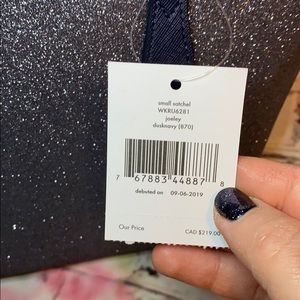 small satchel
WKRU6281
joeley
dusknavy (870)
7 67883 44887 8
debuted on 09-06-2019
Our Price CAD $219.00